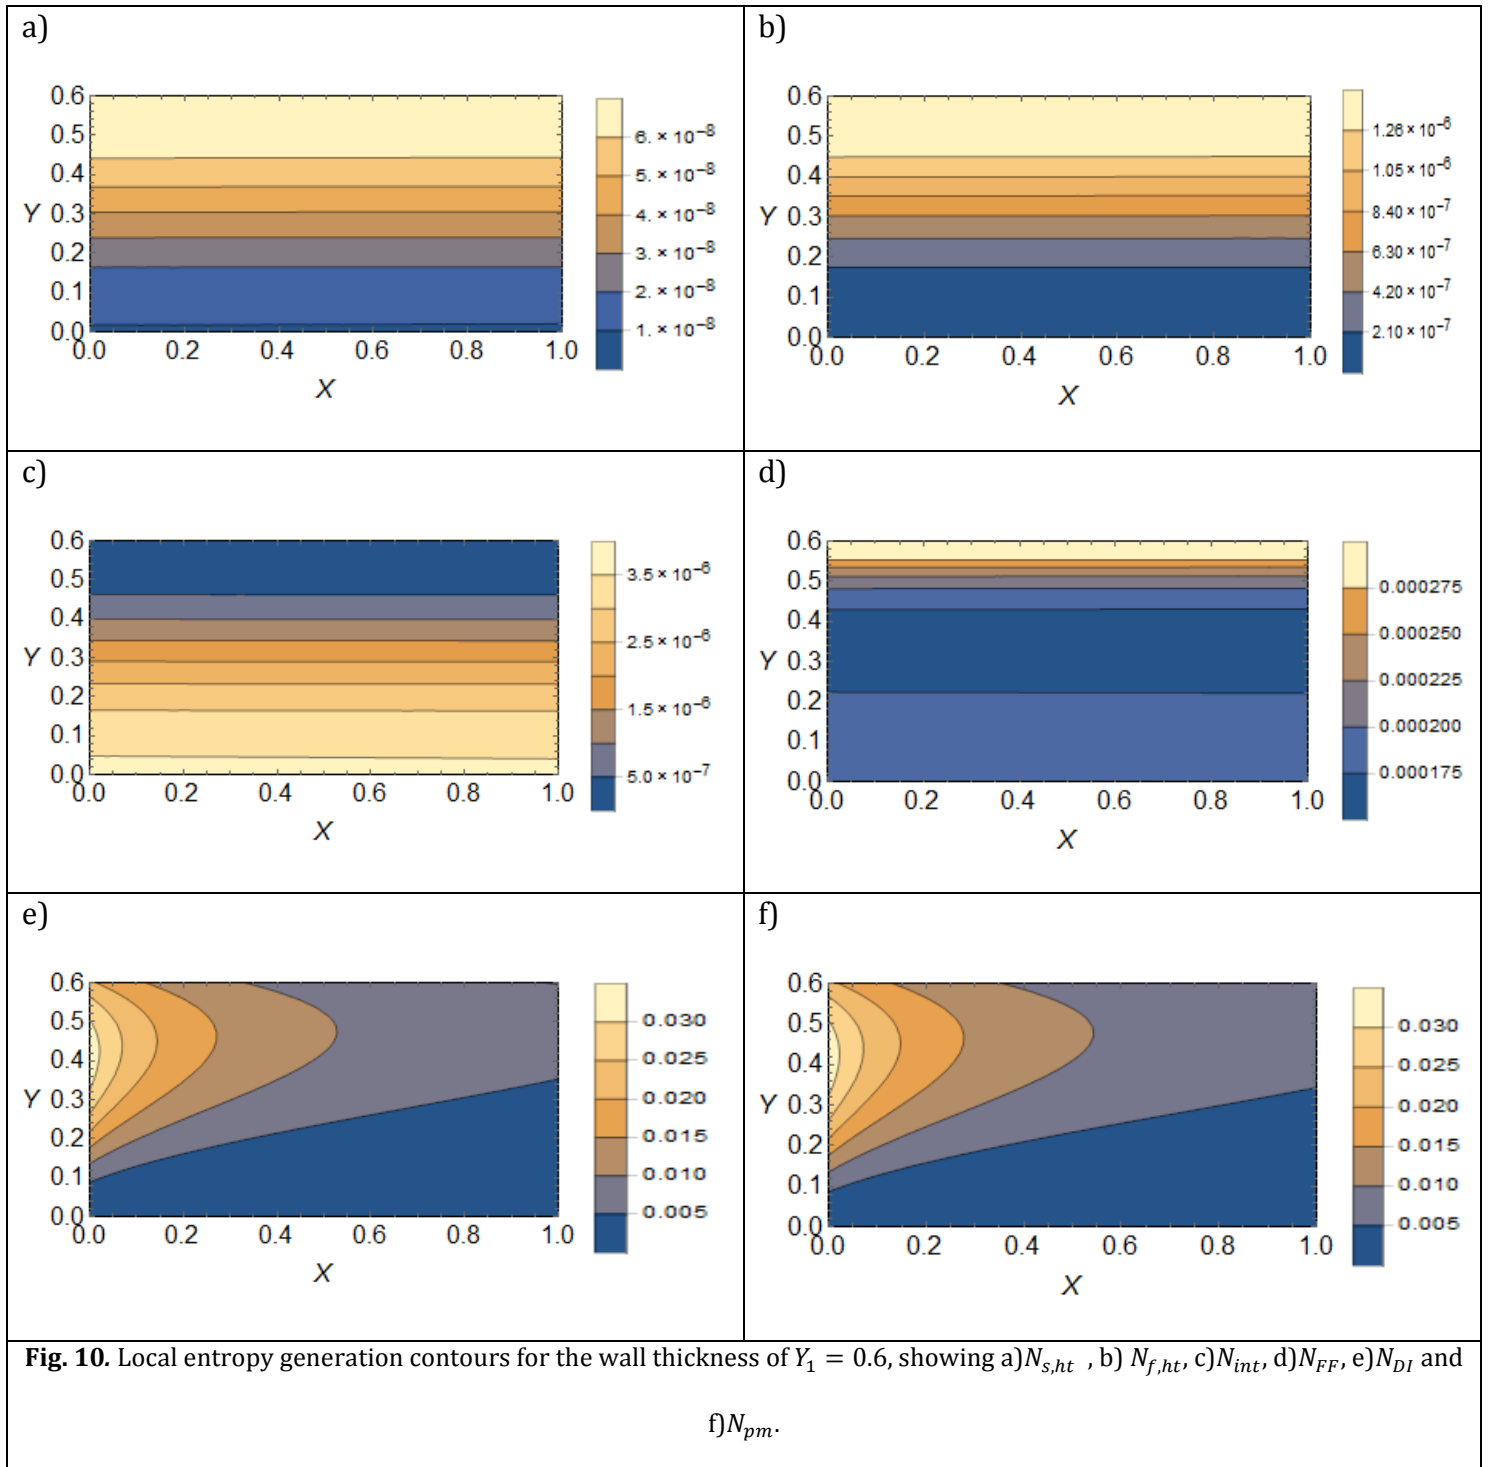 a)
0.6
0.5
0.4
Y 0.3
0.2
0.1
0.0
0.0 0.2 0.4 0.6 0.8 1.0
X
6. × 10⁻⁸
5. × 10⁻⁸
4. × 10⁻⁸
3. × 10⁻⁸
2. × 10⁻⁸
1. × 10⁻⁸
b)
0.6
0.5
0.4
Y 0.3
0.2
0.1
0.0
0.0 0.2 0.4 0.6 0.8 1.0
X
1.26 × 10⁻⁶
1.05 × 10⁻⁶
8.40 × 10⁻⁷
6.30 × 10⁻⁷
4.20 × 10⁻⁷
2.10 × 10⁻⁷
c)
0.6
0.5
0.4
Y 0.3
0.2
0.1
0.0
0.0 0.2 0.4 0.6 0.8 1.0
X
3.5 × 10⁻⁶
2.5 × 10⁻⁶
1.5 × 10⁻⁶
5.0 × 10⁻⁷
d)
0.6
0.5
0.4
Y 0.3
0.2
0.1
0.0
0.0 0.2 0.4 0.6 0.8 1.0
X
0.000275
0.000250
0.000225
0.000200
0.000175
e)
0.6
0.5
0.4
Y 0.3
0.2
0.1
0.0
0.0 0.2 0.4 0.6 0.8 1.0
X
0.030
0.025
0.020
0.015
0.010
0.005
f)
0.6
0.5
0.4
Y 0.3
0.2
0.1
0.0
0.0 0.2 0.4 0.6 0.8 1.0
X
0.030
0.025
0.020
0.015
0.010
0.005
Fig. 10. Local entropy generation contours for the wall thickness of Y₁ = 0.6, showing a)N_{s,ht} , b) N_{f,ht}, c)N_{int}, d)N_{FF}, e)N_{DI} and
f)N_{pm}.